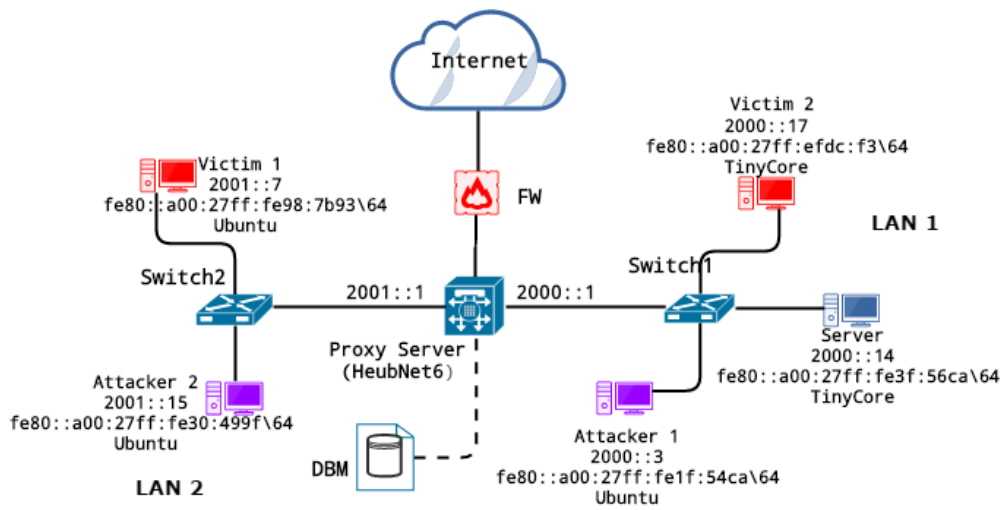 Internet
Victim 2
2000::17
fe80::a00:27ff:efdc:f3\64
TinyCore
LAN 1
Victim 1
2001::7
fe80::a00:27ff:fe98:7b93\64
Ubuntu
FW
Switch2
Switch1
2001::1
2000::1
Proxy Server
(HeubNet6)
Server
2000::14
fe80::a00:27ff:fe3f:56ca\64
TinyCore
Attacker 2
2001::15
fe80::a00:27ff:fe30:499f\64
Ubuntu
Attacker 1
2000::3
fe80::a00:27ff:fe1f:54ca\64
Ubuntu
DBM
LAN 2